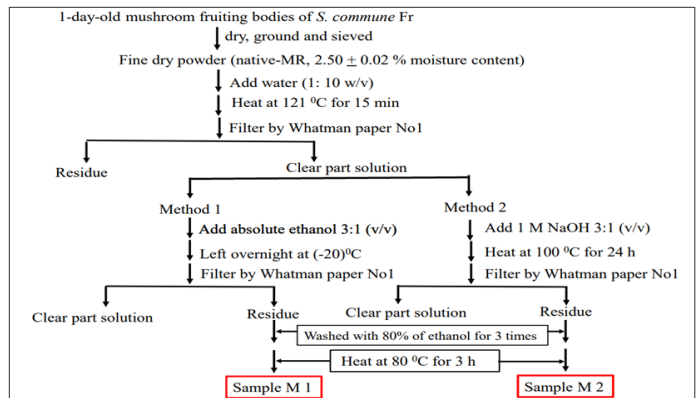 1-day-old mushroom fruiting bodies of S. commune Fr
dry, ground and sieved
Fine dry powder (native-MR, 2.50 ± 0.02 % moisture content)
Add water (1: 10 w/v)
Heat at 121 ⁰C for 15 min
Filter by Whatman paper No1
Residue
Clear part solution
Method 1
Method 2
Add absolute ethanol 3:1 (v/v)
Add 1 M NaOH 3:1 (v/v)
Left overnight at (-20)⁰C
Heat at 100 ⁰C for 24 h
Filter by Whatman paper No1
Filter by Whatman paper No1
Clear part solution
Residue
Clear part solution
Residue
Washed with 80% of ethanol for 3 times
Heat at 80 ⁰C for 3 h
Sample M 1
Sample M 2